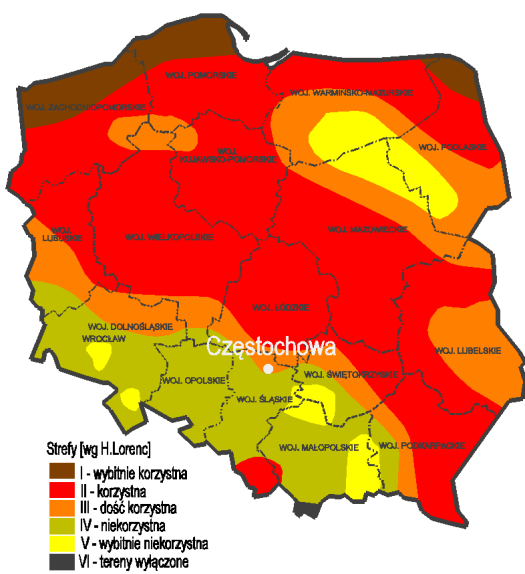 WOJ. POMORSKIE
WOJ. WARMIŃSKO-MAZURSKIE
WOJ. ZACHODNIOPOMORSKIE
WOJ. PODLASKIE
WOJ.
KUJAWSKO-POMORSKIE
WOJ.
LUBUSKIE
WOJ. WIELKOPOLSKIE
WOJ. MAZOWIECKIE
WOJ. ŁÓDZKIE
WOJ. DOLNOŚLĄSKIE
WROCŁAW
Częstochowa
WOJ. LUBELSKIE
WOJ. OPOLSKIE
WOJ. ŚWIĘTOKRZYSKIE
WOJ. ŚLĄSKIE
WOJ. MAŁOPOLSKIE
WOJ. PODKARPACKIE
Strefy [wg H.Lorenc]
I - wybitnie korzystna
II - korzystna
III - dość korzystna
IV - niekorzystna
V - wybitnie niekorzystna
VI - tereny wyłączone